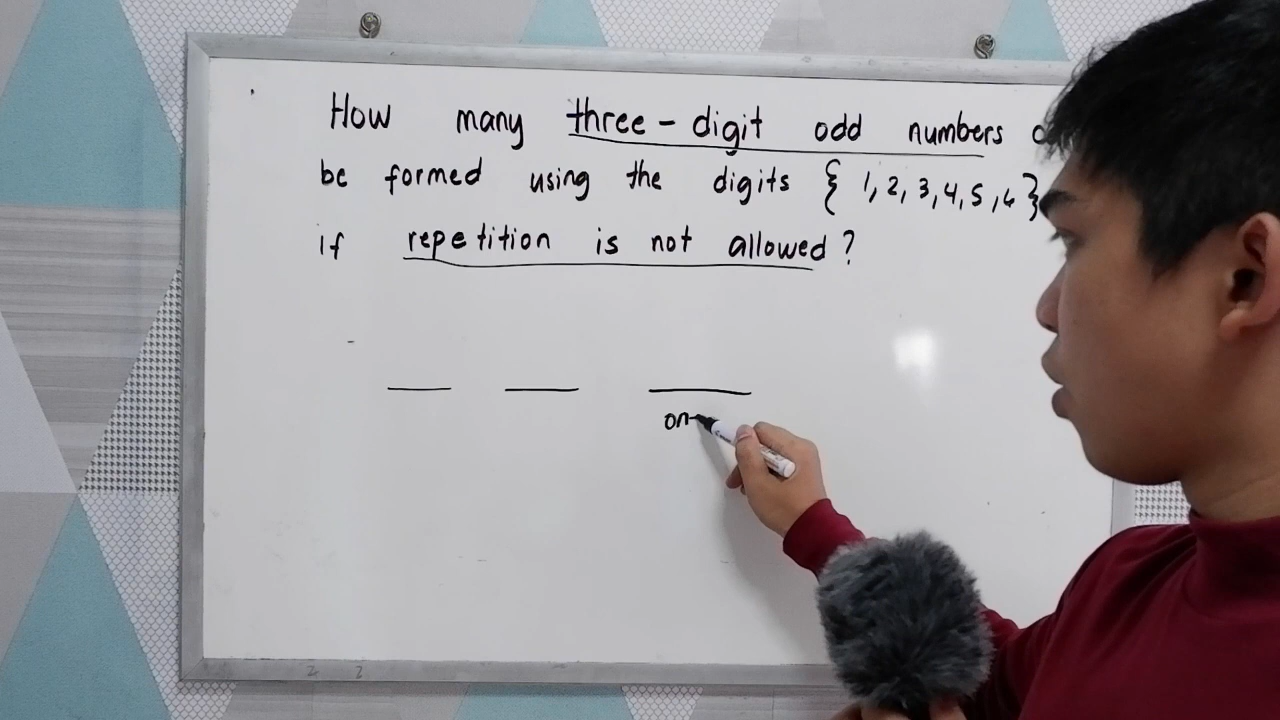 How many three-digit odd numbers
be formed using the digits { 1, 2, 3, 4, 5, 6 }
if repetition is not allowed?
on